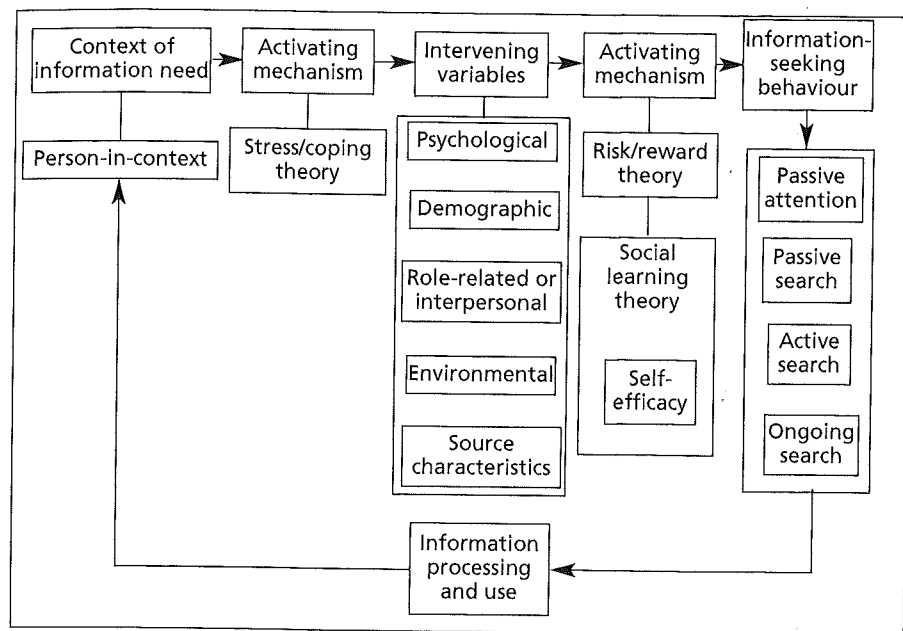 Context of
information need
Activating
mechanism
Intervening
variables
Activating
mechanism
Information-
seeking
behaviour
Person-in-context
Stress/coping
theory
Psychological
Demographic
Role-related or
interpersonal
Environmental
Source
characteristics
Risk/reward
theory
Social
learning
theory
Self-
efficacy
Passive
attention
Passive
search
Active
search
Ongoing
search
Information
processing
and use